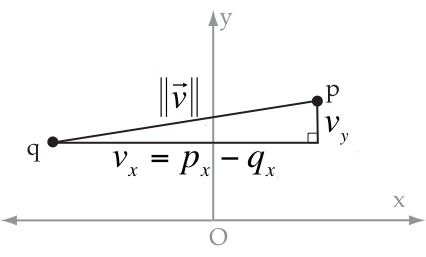 y
‖v⃗‖
p
q
v_y
v_x = p_x − q_x
x
O